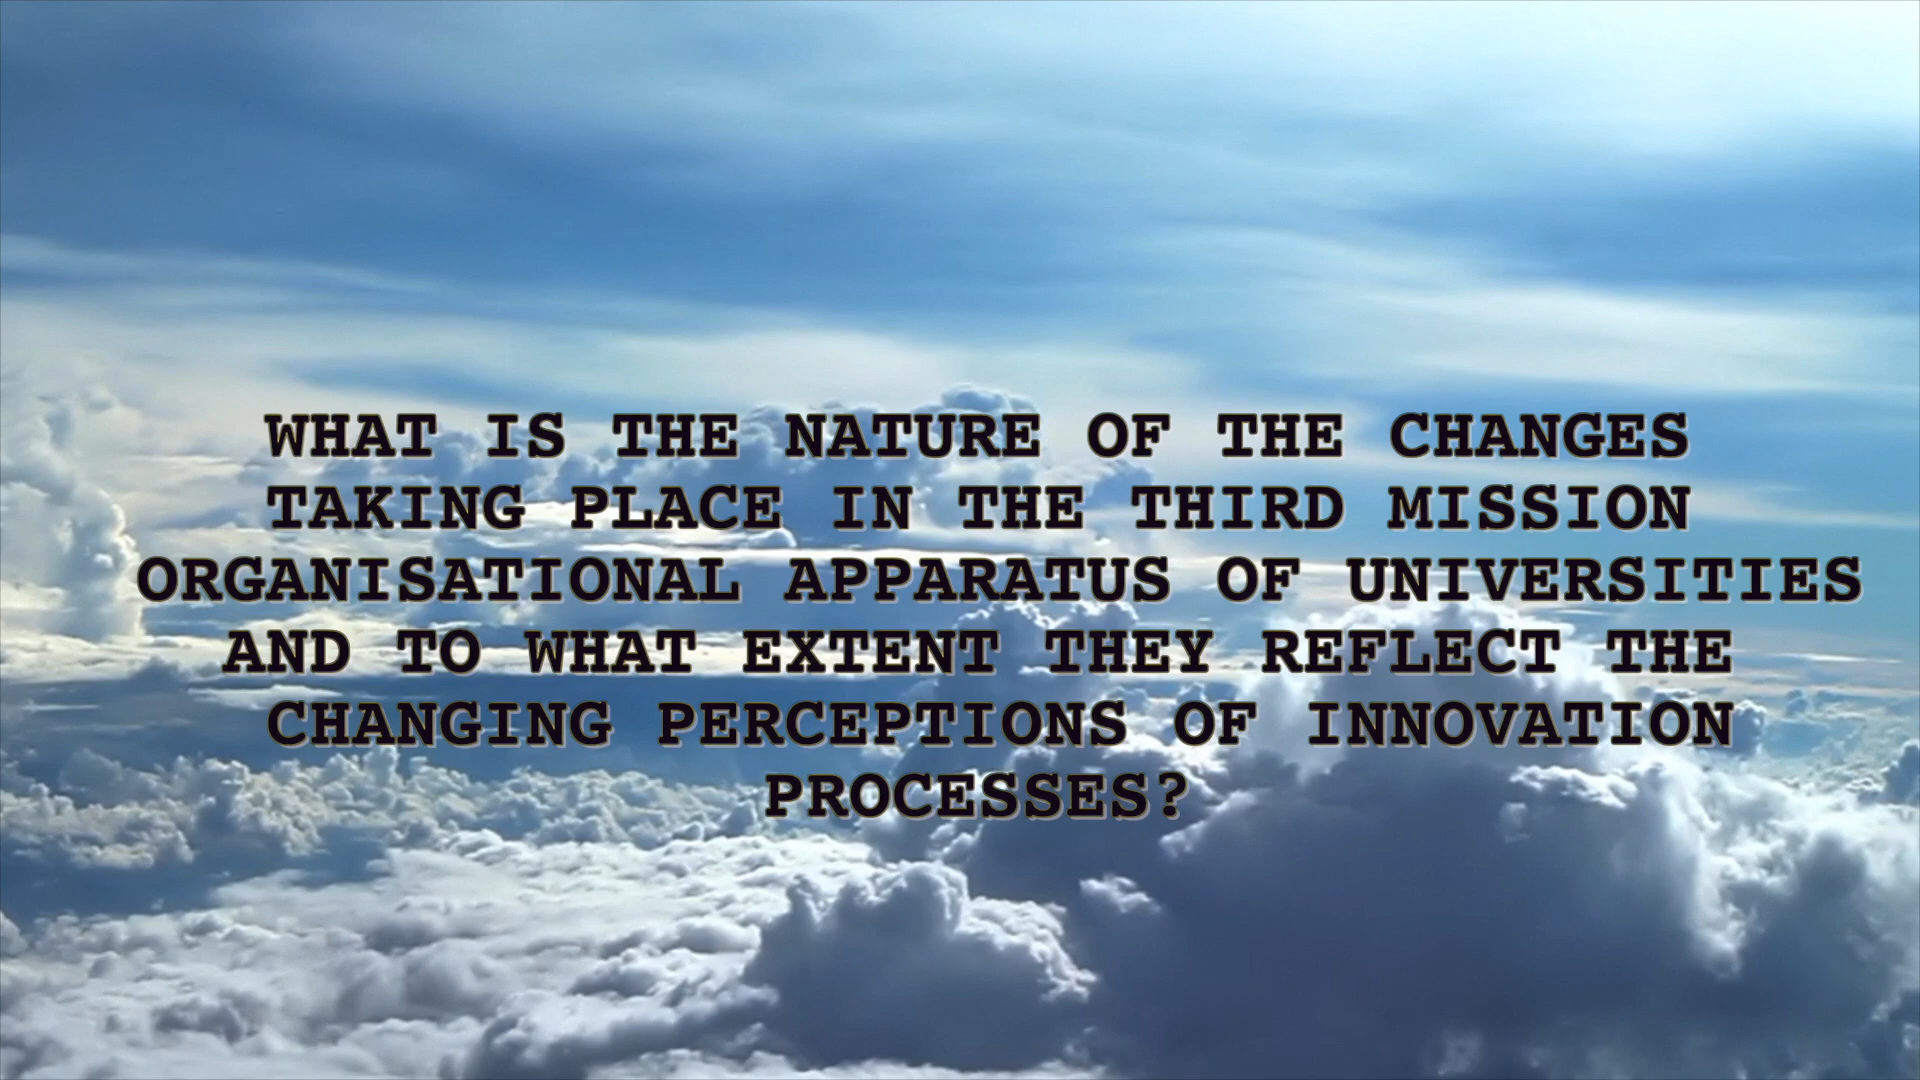 WHAT IS THE NATURE OF THE CHANGES
TAKING PLACE IN THE THIRD MISSION
ORGANISATIONAL APPARATUS OF UNIVERSITIES
AND TO WHAT EXTENT THEY REFLECT THE
CHANGING PERCEPTIONS OF INNOVATION
PROCESSES?